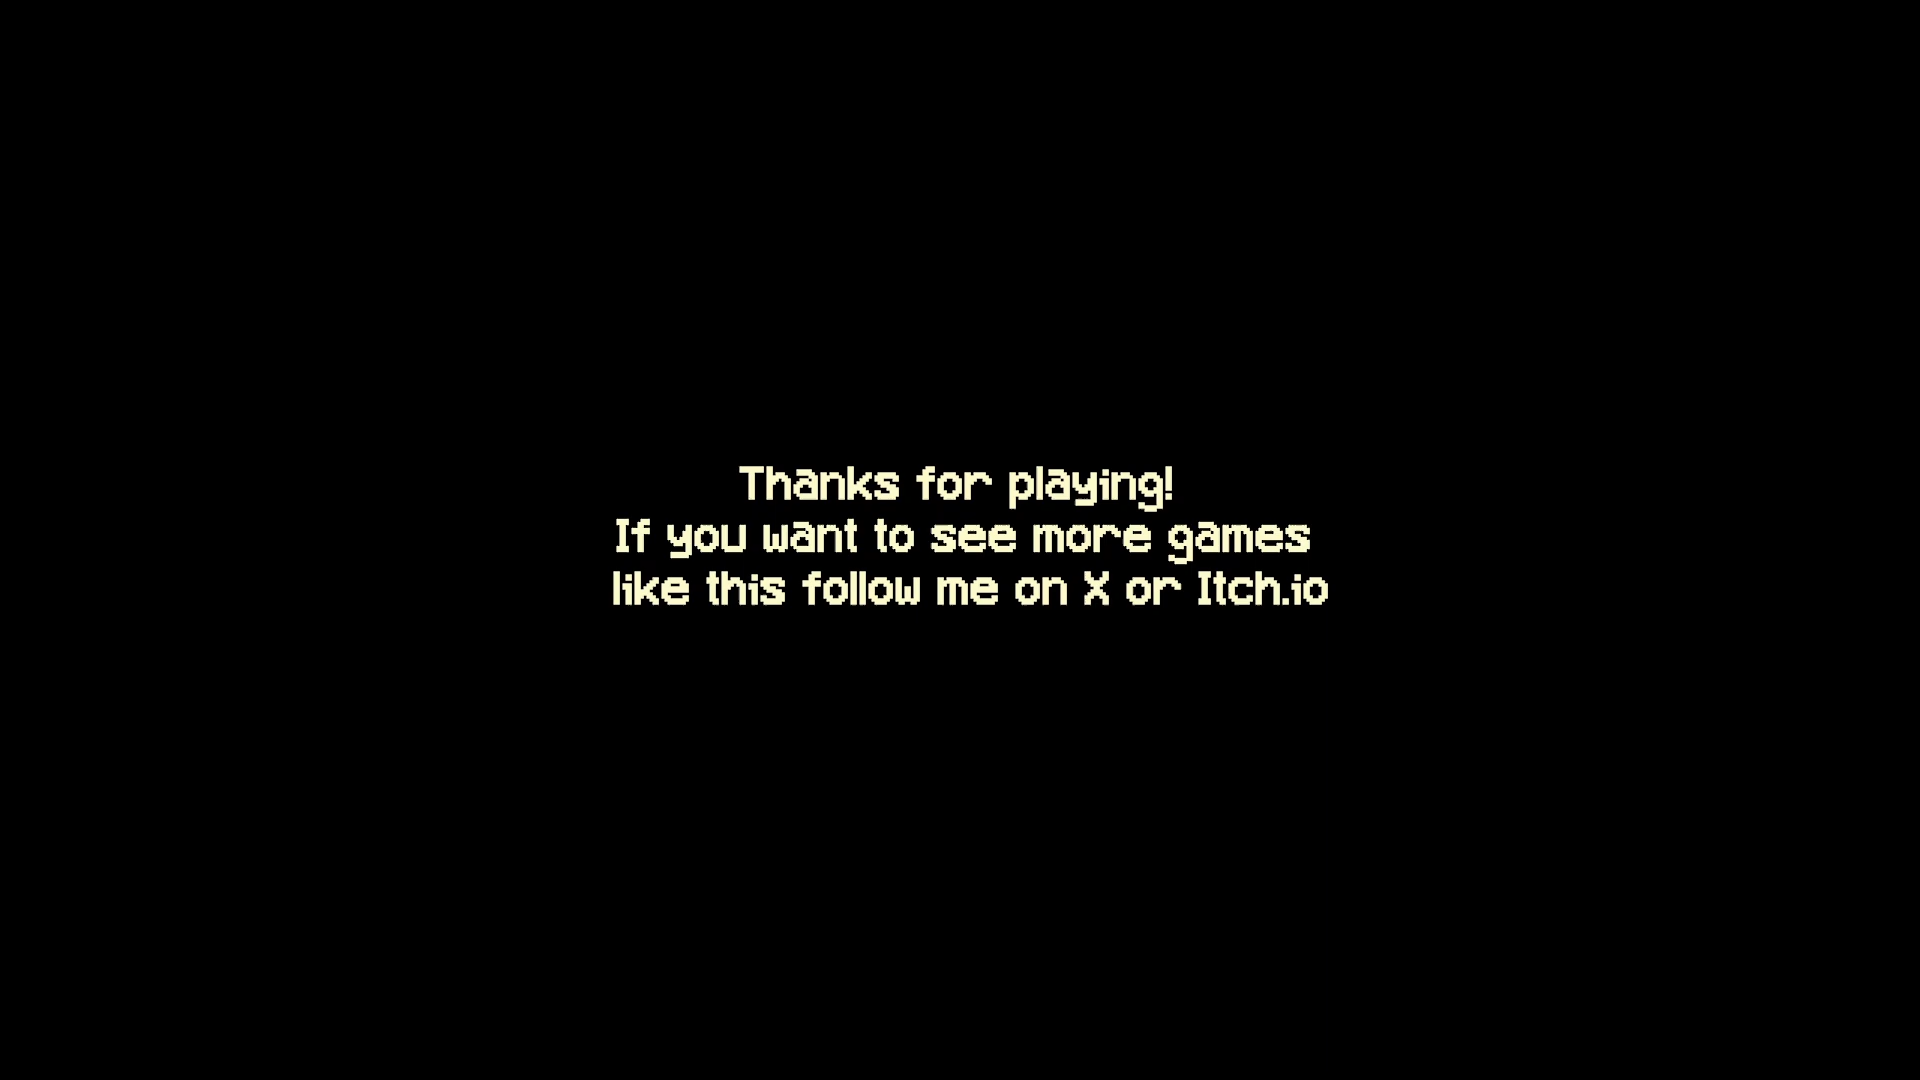 Thanks for playing!
If you want to see more games
like this follow me on X or Itch.io